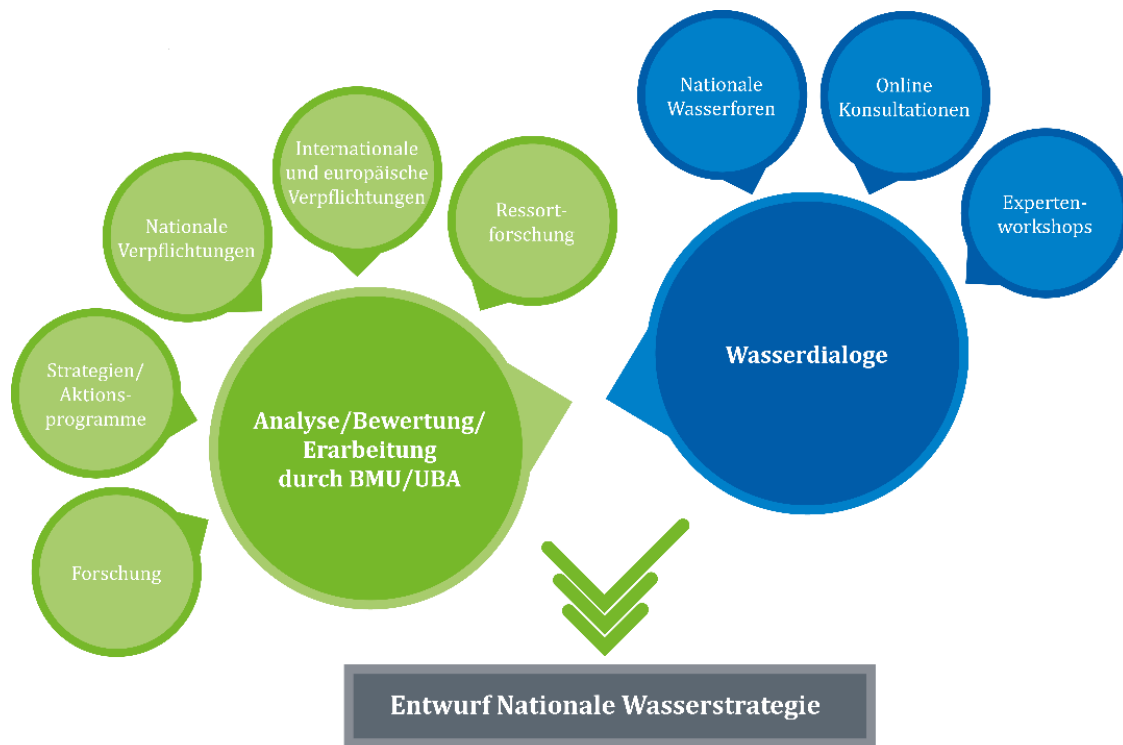 Nationale
Wasserforen
Online
Konsultationen
Experten-
workshops
Internationale
und europäische
Verpflichtungen
Ressort-
forschung
Nationale
Verpflichtungen
Strategien/
Aktions-
programme
Forschung
Analyse/Bewertung/
Erarbeitung
durch BMU/UBA
Wasserdialoge
Entwurf Nationale Wasserstrategie